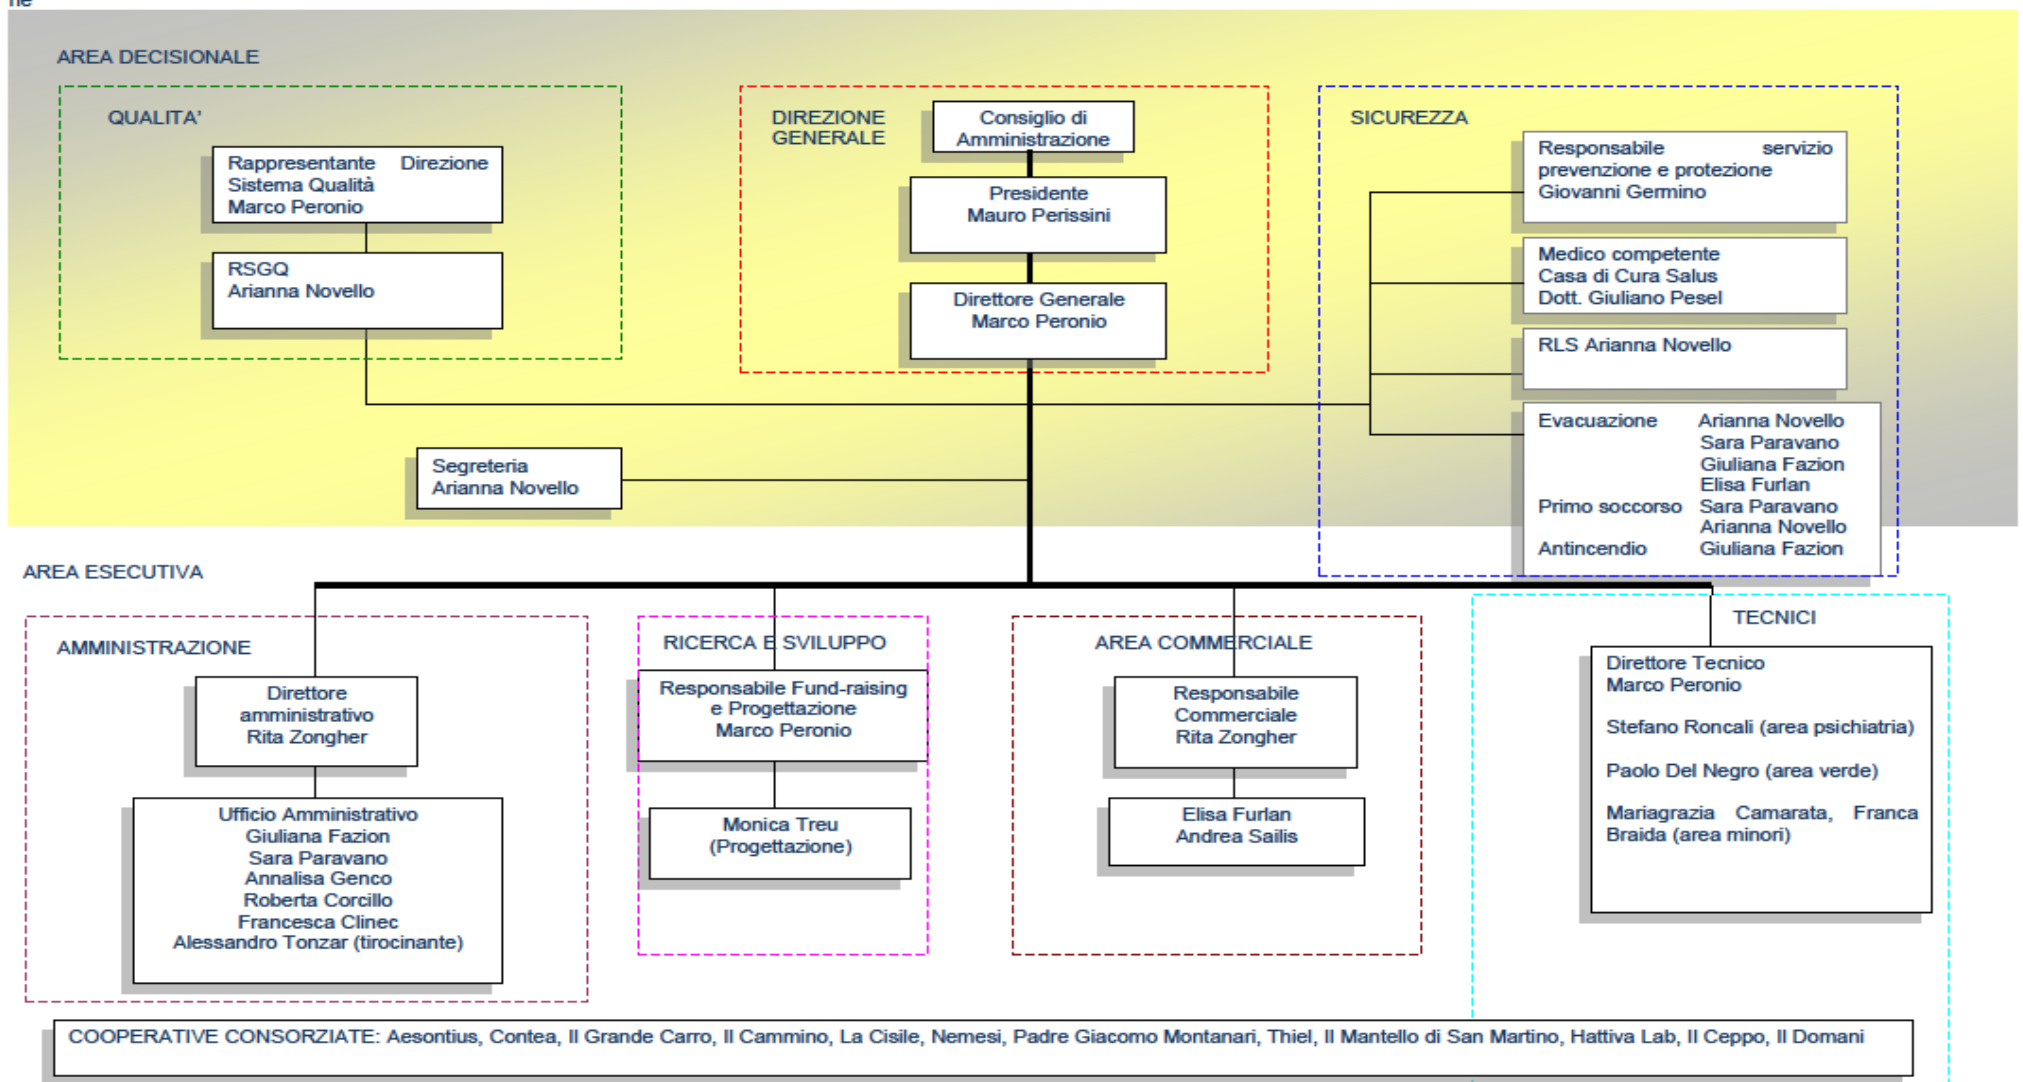 ne
AREA DECISIONALE
QUALITA'
Rappresentante Direzione
Sistema Qualità
Marco Peronio
RSGQ
Arianna Novello
DIREZIONE
GENERALE
Consiglio di
Amministrazione
Presidente
Mauro Perissini
Direttore Generale
Marco Peronio
SICUREZZA
Responsabile servizio
prevenzione e protezione
Giovanni Germino
Medico competente
Casa di Cura Salus
Dott. Giuliano Pesel
RLS Arianna Novello
Evacuazione Arianna Novello
Sara Paravano
Giuliana Fazion
Elisa Furlan
Primo soccorso Sara Paravano
Arianna Novello
Antincendio Giuliana Fazion
Segreteria
Arianna Novello
AREA ESECUTIVA
AMMINISTRAZIONE
Direttore
amministrativo
Rita Zongher
Ufficio Amministrativo
Giuliana Fazion
Sara Paravano
Annalisa Genco
Roberta Corcillo
Francesca Clinec
Alessandro Tonzar (tirocinante)
RICERCA E SVILUPPO
Responsabile Fund-raising
e Progettazione
Marco Peronio
Monica Treu
(Progettazione)
AREA COMMERCIALE
Responsabile
Commerciale
Rita Zongher
Elisa Furlan
Andrea Sailis
TECNICI
Direttore Tecnico
Marco Peronio
Stefano Roncali (area psichiatria)
Paolo Del Negro (area verde)
Mariagrazia Camarata, Franca
Braida (area minori)
COOPERATIVE CONSORZIATE: Aesontius, Contea, Il Grande Carro, Il Cammino, La Cisile, Nemesi, Padre Giacomo Montanari, Thiel, Il Mantello di San Martino, Hattiva Lab, Il Ceppo, Il Domani